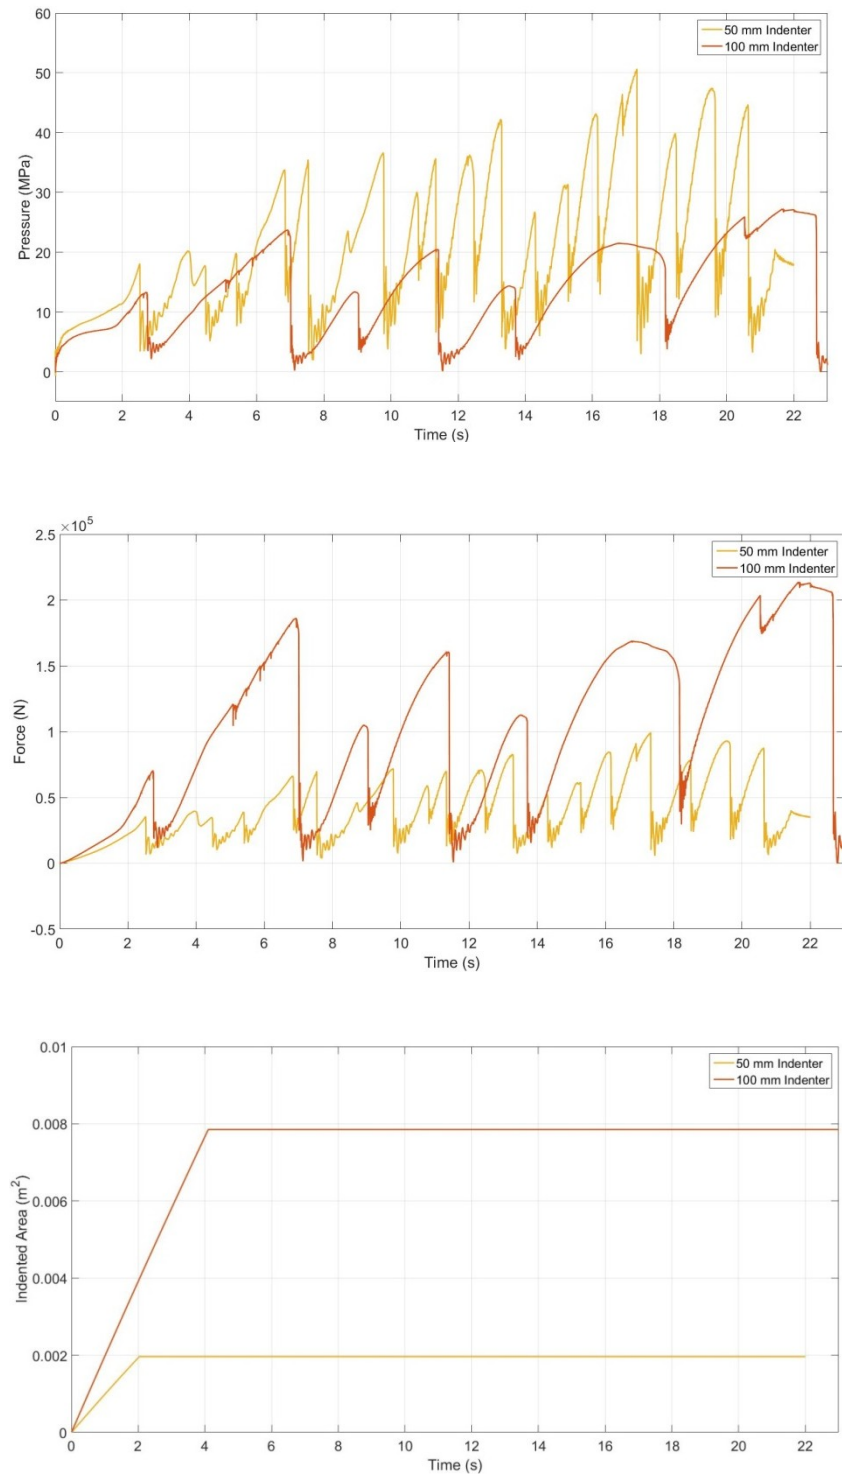 60
50
40
30
20
10
0
Pressure (MPa)
50 mm Indenter
100 mm Indenter
0 2 4 6 8 10 12 14 16 18 20 22
Time (s)
×10⁵
2.5
2
1.5
1
0.5
0
-0.5
Force (N)
50 mm Indenter
100 mm Indenter
0 2 4 6 8 10 12 14 16 18 20 22
Time (s)
0.01
0.008
0.006
0.004
0.002
0
Indented Area (m²)
50 mm Indenter
100 mm Indenter
0 2 4 6 8 10 12 14 16 18 20 22
Time (s)